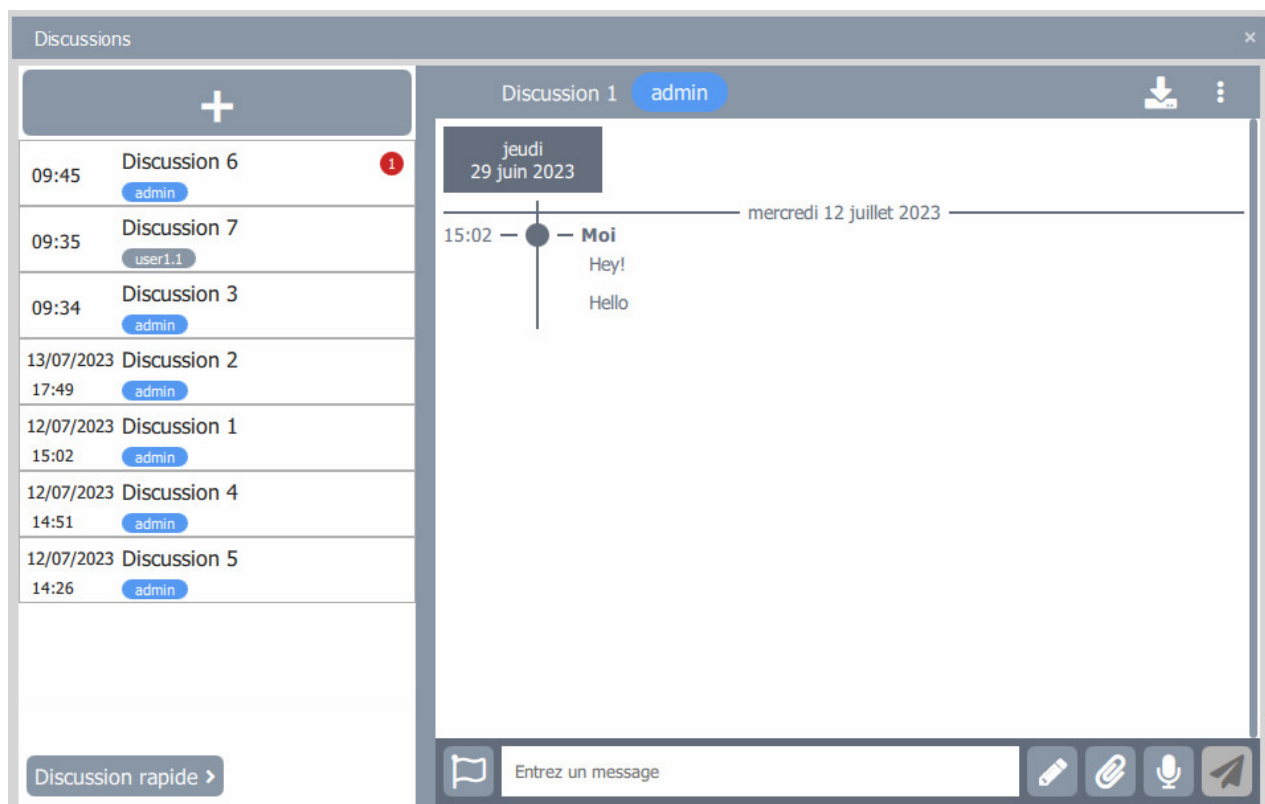 Discussions
Discussion 6
1
09:45
admin
Discussion 7
09:35
user1.1
Discussion 3
09:34
admin
13/07/2023 Discussion 2
17:49
admin
12/07/2023 Discussion 1
15:02
admin
12/07/2023 Discussion 4
14:51
admin
12/07/2023 Discussion 5
14:26
admin
Discussion rapide
Discussion 1 admin
jeudi
29 juin 2023
mercredi 12 juillet 2023
15:02 Moi
Hey!
Hello
Entrez un message